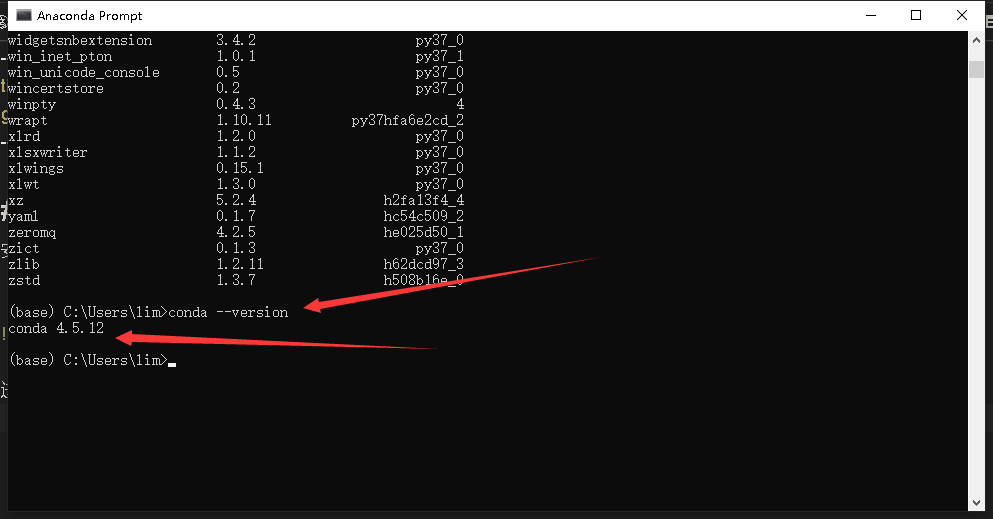 Anaconda Prompt
widgetsnbextension 3.4.2 py37_0
win_inet_pton 1.0.1 py37_1
win_unicode_console 0.5 py37_0
wincertstore 0.2 py37_0
winpty 0.4.3 4
wrapt 1.10.11 py37hfa6e2cd_2
xlrd 1.2.0 py37_0
xlsxwriter 1.1.2 py37_0
xlwings 0.15.1 py37_0
xlwt 1.3.0 py37_0
xz 5.2.4 h2fa13f4_4
yaml 0.1.7 hc54c509_2
zeromq 4.2.5 he025d50_1
zict 0.1.3 py37_0
zlib 1.2.11 h62dcd97_3
zstd 1.3.7 h508b16e_0
(base) C:\Users\lim>conda --version
conda 4.5.12
(base) C:\Users\lim>